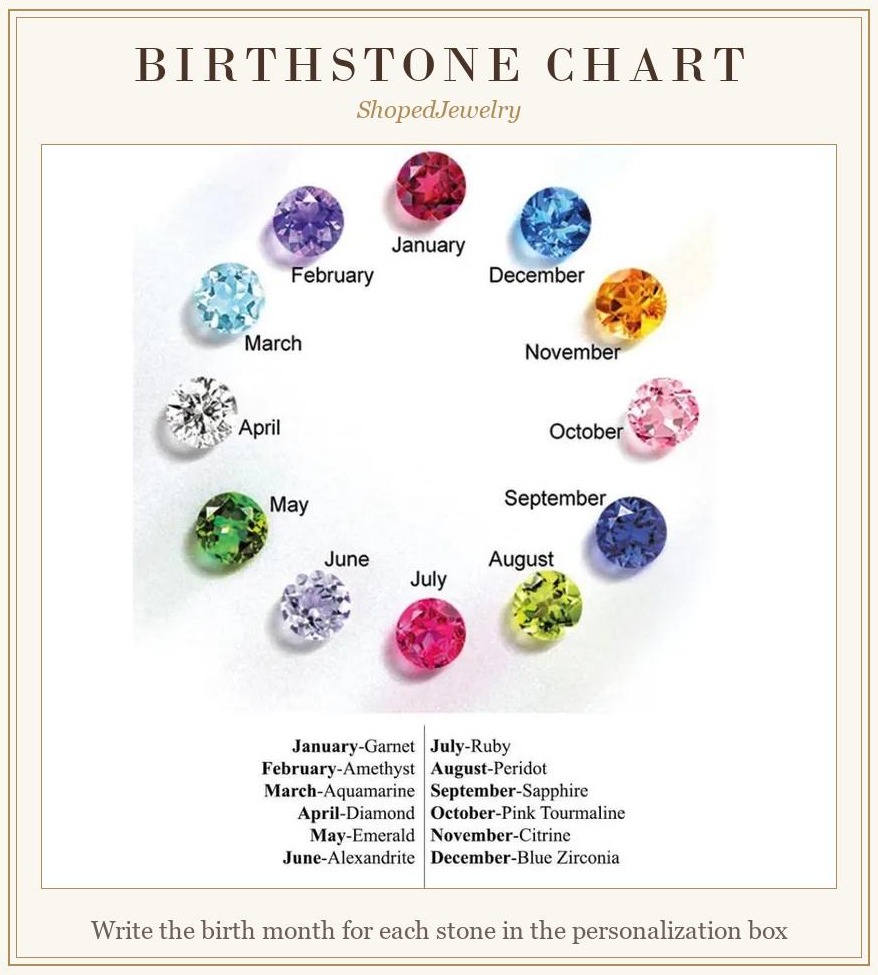 BIRTHSTONE CHART
ShopedJewelry
January
February
December
March
November
April
October
May
September
June
August
July
January-Garnet
February-Amethyst
March-Aquamarine
April-Diamond
May-Emerald
June-Alexandrite
July-Ruby
August-Peridot
September-Sapphire
October-Pink Tourmaline
November-Citrine
December-Blue Zirconia
Write the birth month for each stone in the personalization box